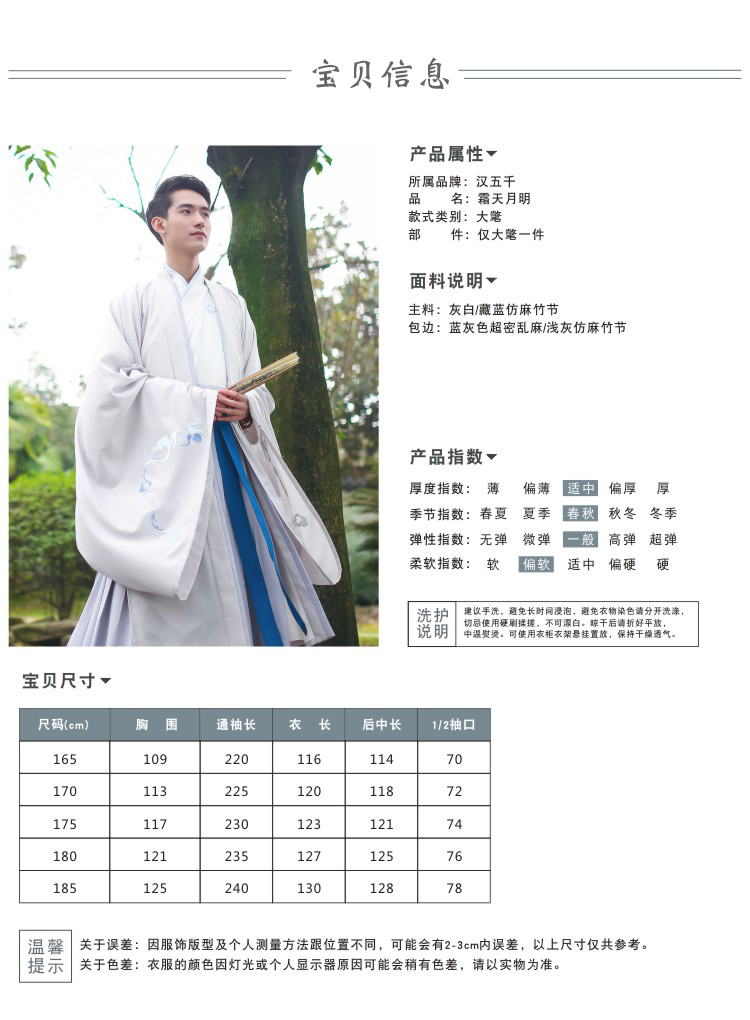 宝贝信息
产品属性
所属品牌：汉五千
品　　名：霜天月明
款式类别：大氅
部　　件：仅大氅一件
面料说明
主料：灰白/藏蓝仿麻竹节
包边：蓝灰色超密乱麻/浅灰仿麻竹节
产品指数
厚度指数： 薄 偏薄 适中 偏厚 厚
季节指数： 春夏 夏季 春秋 秋冬 冬季
弹性指数： 无弹 微弹 一般 高弹 超弹
柔软指数： 软 偏软 适中 偏硬 硬
洗护
说明
建议手洗，避免长时间浸泡，避免衣物染色请分开洗涤，
切忌使用硬刷揉搓，不可漂白。晾干后请折好平放，
中温熨烫。可使用衣柜衣架悬挂置放，保持干燥透气。
宝贝尺寸
尺码(cm) 胸　围 通袖长 衣　长 后中长 1/2袖口
165 109 220 116 114 70
170 113 225 120 118 72
175 117 230 123 121 74
180 121 235 127 125 76
185 125 240 130 128 78
温馨
提示
关于误差：因服饰版型及个人测量方法跟位置不同，可能会有2-3cm内误差，以上尺寸仅共参考。
关于色差：衣服的颜色因灯光或个人显示器原因可能会稍有色差，请以实物为准。